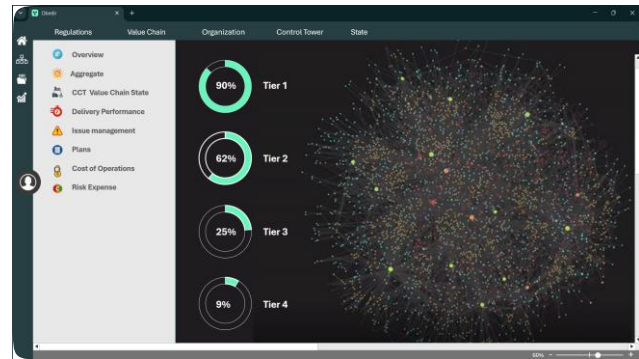 Regulations Value Chain Organization Control Tower State
Overview
Aggregate
CCT Value Chain State
Delivery Performance
Issue management
Plans
Cost of Operations
Risk Expense
90% Tier 1
62% Tier 2
25% Tier 3
9% Tier 4
60%